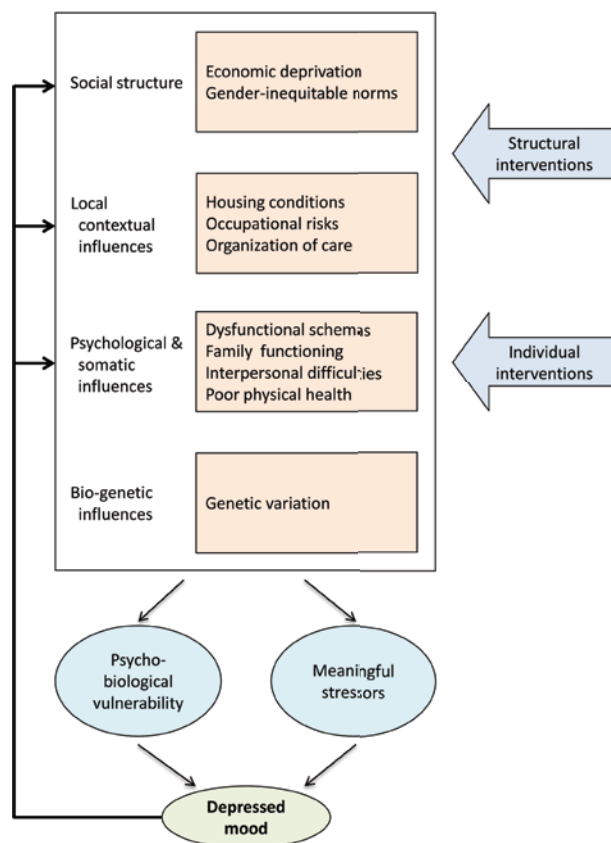 Social structure
Economic deprivation
Gender-inequitable norms
Structural
interventions
Local
contextual
influences
Housing conditions
Occupational risks
Organization of care
Psychological &
somatic
influences
Dysfunctional schemas
Family functioning
Interpersonal difficulties
Poor physical health
Individual
interventions
Bio-genetic
influences
Genetic variation
Psycho-
biological
vulnerability
Meaningful
stressors
Depressed
mood